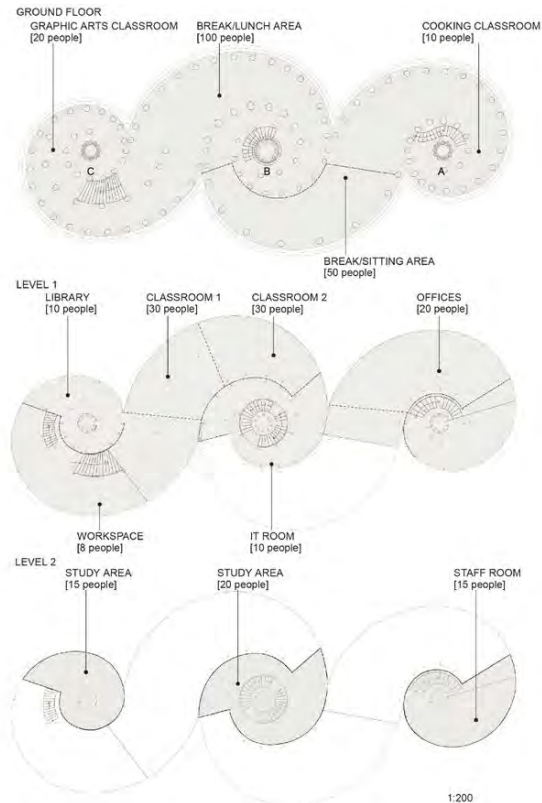 GROUND FLOOR
GRAPHIC ARTS CLASSROOM
[20 people]
BREAK/LUNCH AREA
[100 people]
COOKING CLASSROOM
[10 people]
C
B
A
BREAK/SITTING AREA
[50 people]
LEVEL 1
LIBRARY
[10 people]
CLASSROOM 1
[30 people]
CLASSROOM 2
[30 people]
OFFICES
[20 people]
WORKSPACE
[8 people]
IT ROOM
[10 people]
LEVEL 2
STUDY AREA
[15 people]
STUDY AREA
[20 people]
STAFF ROOM
[15 people]
1:200